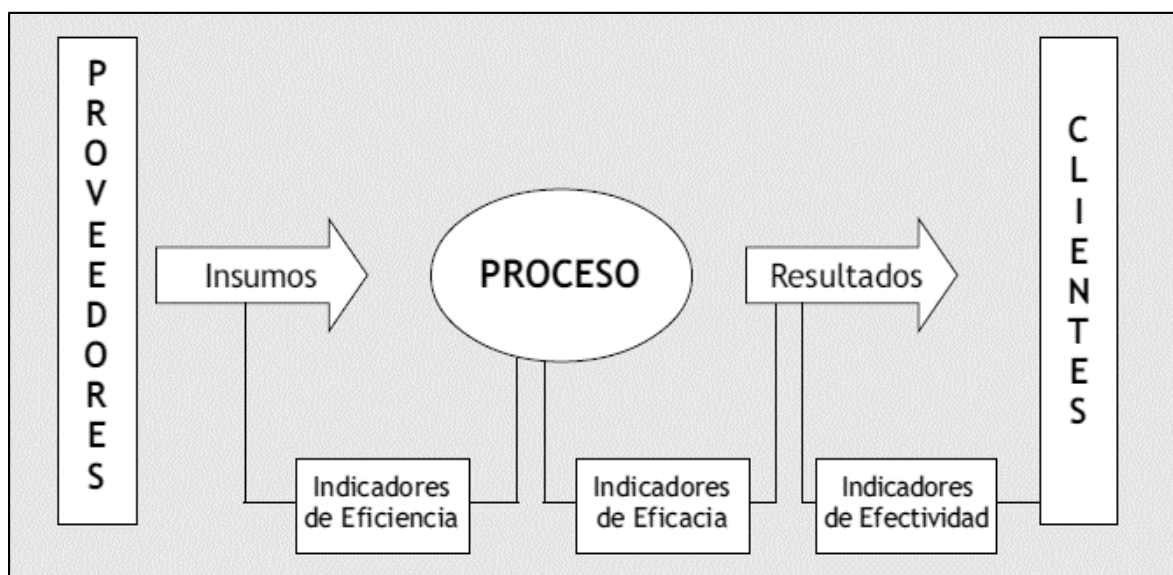 PROVEEDORES
Insumos
PROCESO
Resultados
CLIENTES
Indicadores
de Eficiencia
Indicadores
de Eficacia
Indicadores
de Efectividad